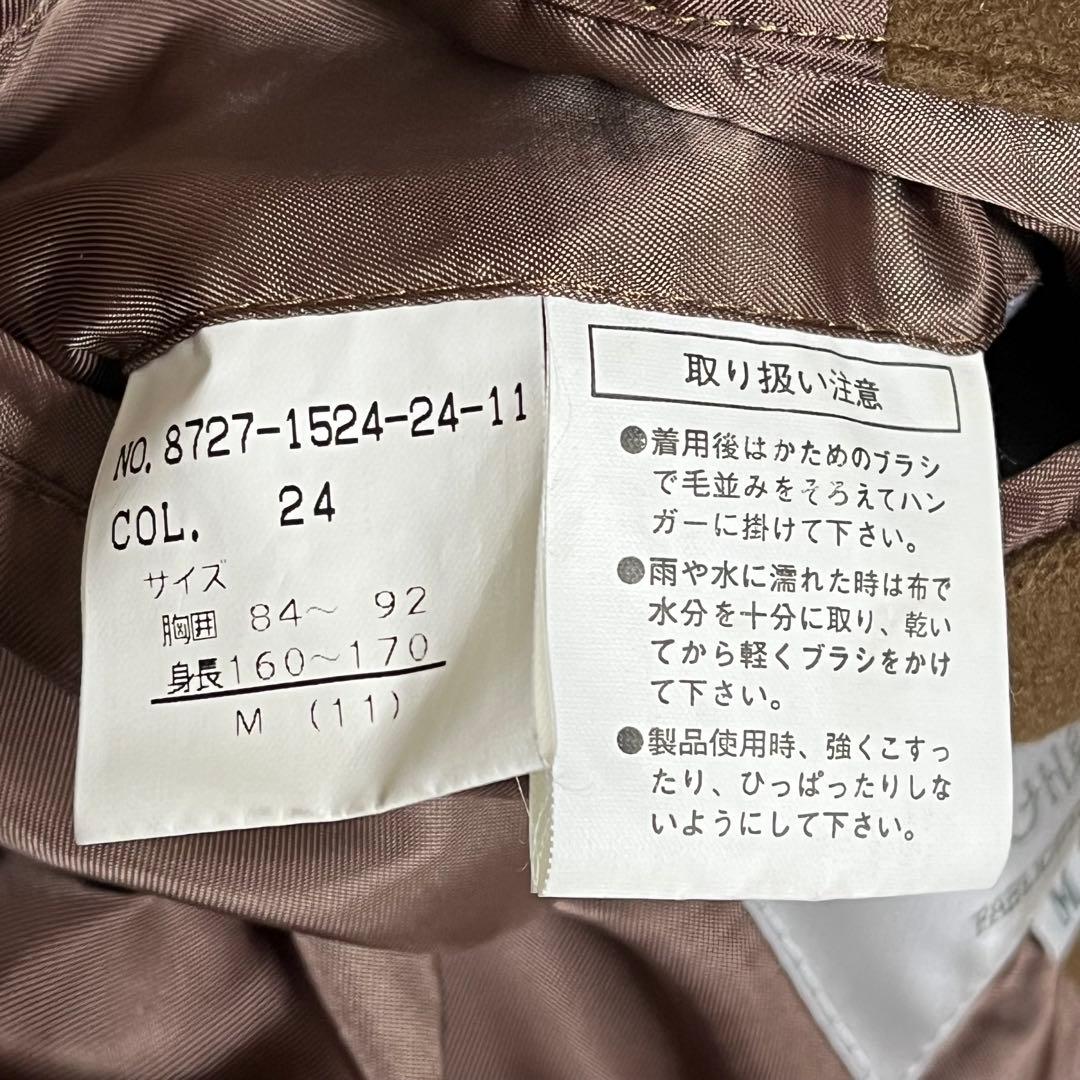 NO. 8727-1524-24-11
COL. 24
サイズ
胸囲 84～ 92
身長160～170
M (11)
取り扱い注意
●着用後はかためのブラシ
で毛並みをそろえてハン
ガーに掛けて下さい。
●雨や水に濡れた時は布で
水分を十分に取り、乾い
てから軽くブラシをかけ
て下さい。
●製品使用時、強くこすっ
たり、ひっぱったりしな
いようにして下さい。
M